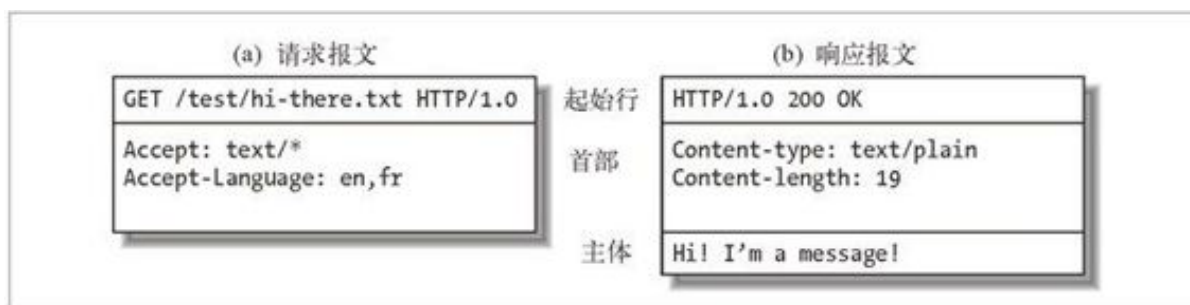 (a) 请求报文
GET /test/hi-there.txt HTTP/1.0
Accept: text/*
Accept-Language: en,fr
起始行
首部
主体
(b) 响应报文
HTTP/1.0 200 OK
Content-type: text/plain
Content-length: 19
Hi! I’m a message!